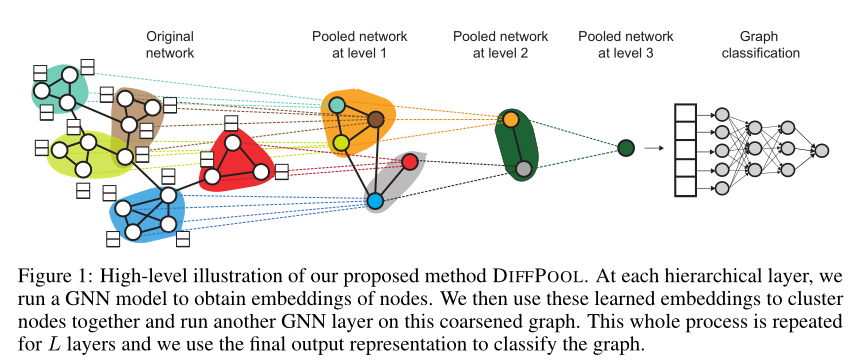 Original
network
Pooled network
at level 1
Pooled network
at level 2
Pooled network
at level 3
Graph
classification
Figure 1: High-level illustration of our proposed method DIFFPOOL. At each hierarchical layer, we
run a GNN model to obtain embeddings of nodes. We then use these learned embeddings to cluster
nodes together and run another GNN layer on this coarsened graph. This whole process is repeated
for L layers and we use the final output representation to classify the graph.